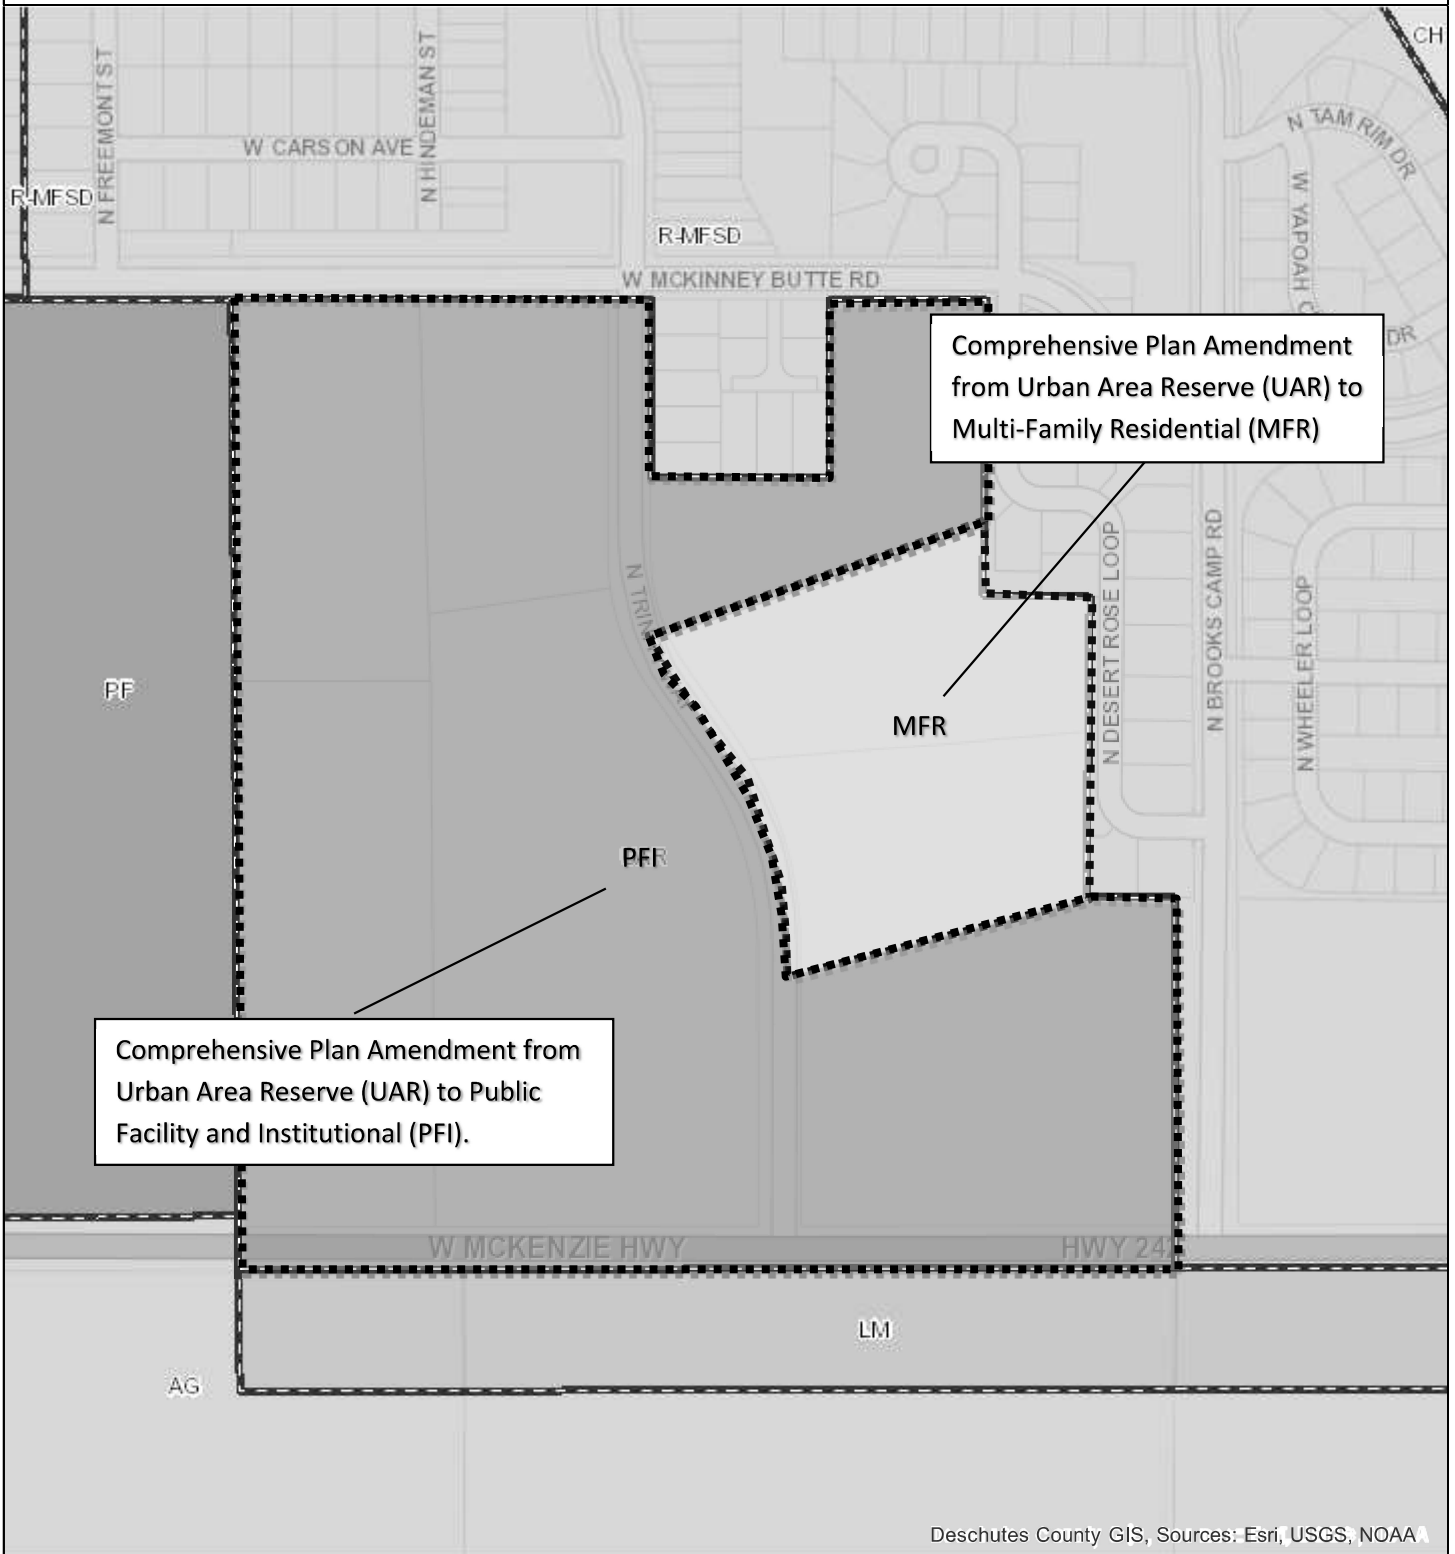 CH
N TAM RIM DR
N FREEMONT ST
N HINDEMAN ST
W CARSON AVE
R-MFSD
W YAPOAH
R-MFSD
W MCKINNEY BUTTE RD
DR
Comprehensive Plan Amendment
from Urban Area Reserve (UAR) to
Multi-Family Residential (MFR)
N DESERT ROSE LOOP
N BROOKS CAMP RD
N WHEELER LOOP
PF
MFR
PFI
Comprehensive Plan Amendment from
Urban Area Reserve (UAR) to Public
Facility and Institutional (PFI).
W MCKENZIE HWY
HWY 242
LM
AG
Deschutes County GIS, Sources: Esri, USGS, NOAA